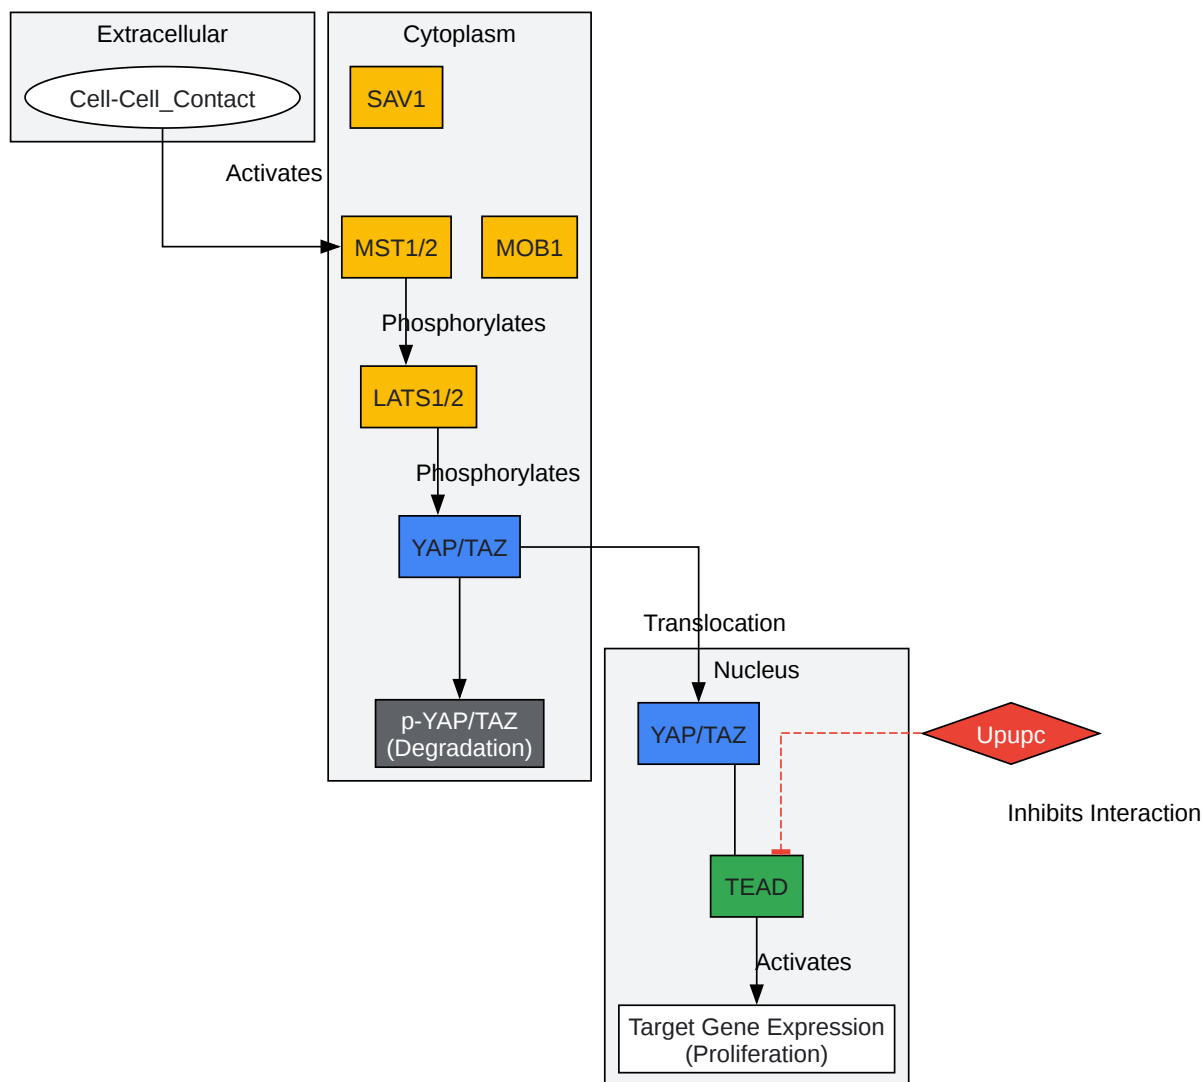 Extracellular
Cell-Cell_Contact
Activates
Cytoplasm
SAV1
MST1/2
MOB1
Phosphorylates
LATS1/2
Phosphorylates
YAP/TAZ
p-YAP/TAZ
(Degradation)
Translocation
Nucleus
YAP/TAZ
Upupc
Inhibits Interaction
TEAD
Activates
Target Gene Expression
(Proliferation)